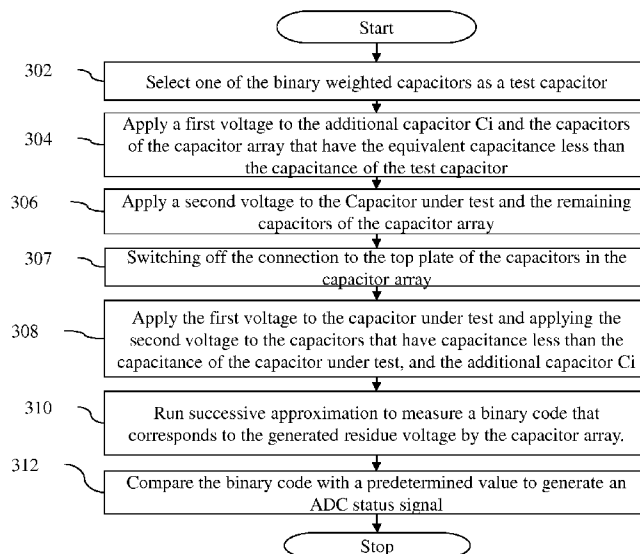 Start
302
Select one of the binary weighted capacitors as a test capacitor
304
Apply a first voltage to the additional capacitor Ci and the capacitors
of the capacitor array that have the equivalent capacitance less than
the capacitance of the test capacitor
306
Apply a second voltage to the Capacitor under test and the remaining
capacitors of the capacitor array
307
Switching off the connection to the top plate of the capacitors in the
capacitor array
308
Apply the first voltage to the capacitor under test and applying the
second voltage to the capacitors that have capacitance less than the
capacitance of the capacitor under test, and the additional capacitor Ci
310
Run successive approximation to measure a binary code that
corresponds to the generated residue voltage by the capacitor array.
312
Compare the binary code with a predetermined value to generate an
ADC status signal
Stop